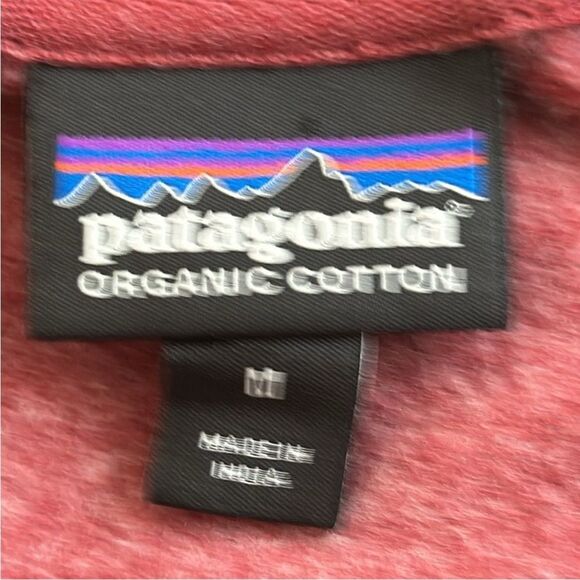 patagonia®
ORGANIC COTTON
M
MADE IN
INDIA